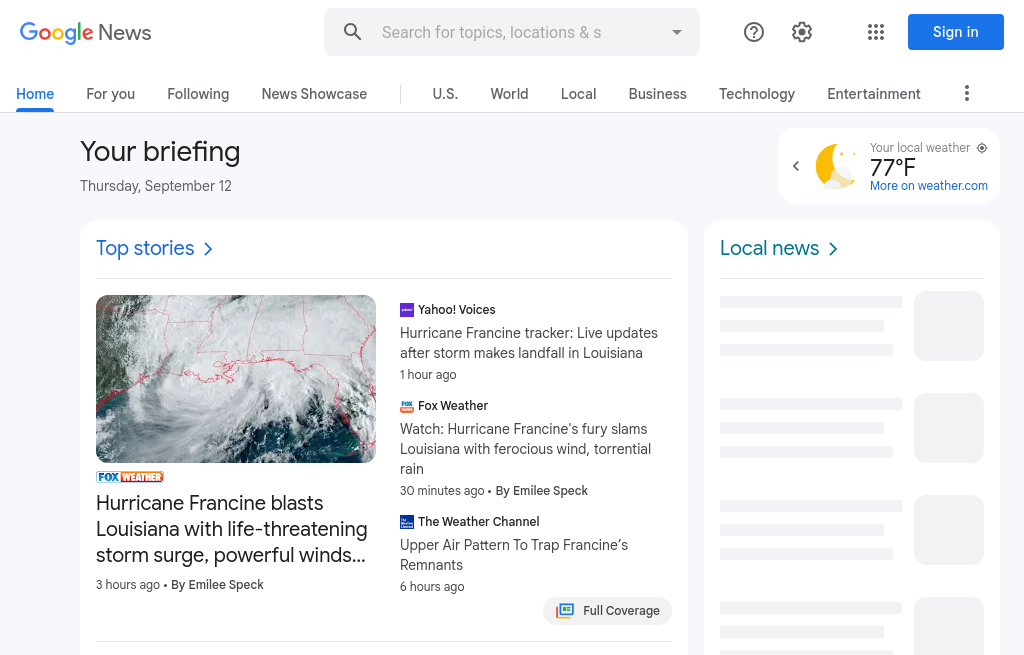 Google News
Search for topics, locations & s
Sign in
Home
For you
Following
News Showcase
U.S.
World
Local
Business
Technology
Entertainment
Your briefing
Thursday, September 12
Your local weather
77°F
More on weather.com
Top stories
FOX WEATHER
Hurricane Francine blasts
Louisiana with life-threatening
storm surge, powerful winds...
3 hours ago • By Emilee Speck
Yahoo! Voices
Hurricane Francine tracker: Live updates
after storm makes landfall in Louisiana
1 hour ago
Fox Weather
Watch: Hurricane Francine's fury slams
Louisiana with ferocious wind, torrential
rain
30 minutes ago • By Emilee Speck
The Weather Channel
Upper Air Pattern To Trap Francine’s
Remnants
6 hours ago
Full Coverage
Local news